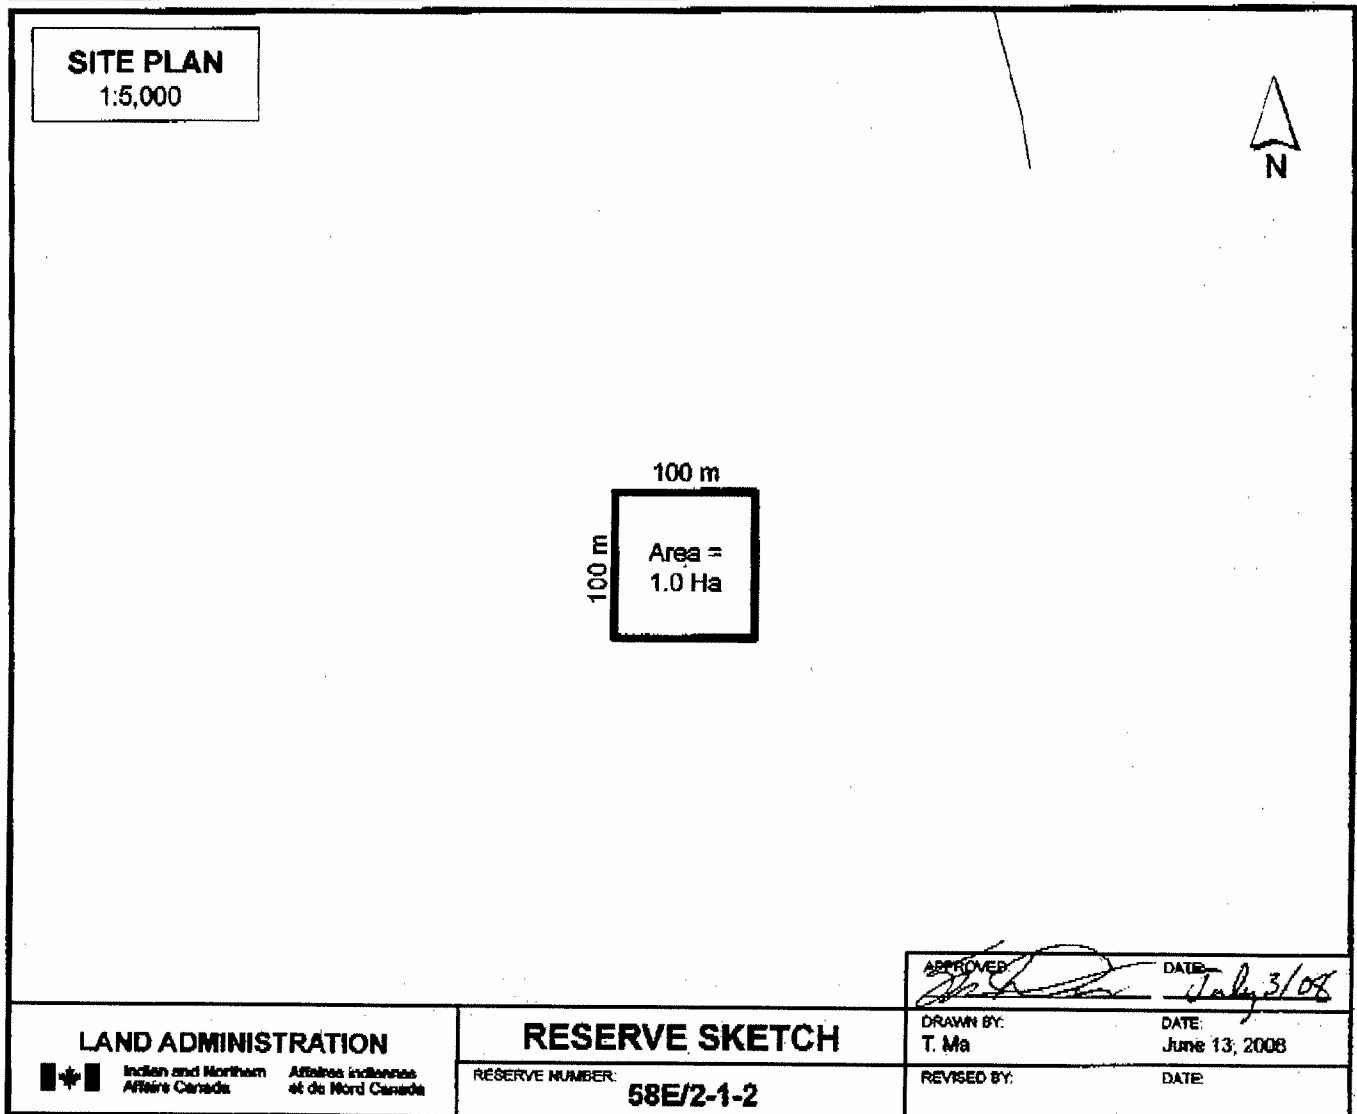 SITE PLAN
1:5,000
N
100 m
100 m
Area =
1.0 Ha
APPROVED:
DATE:
July 3/08
LAND ADMINISTRATION
Indian and Northern
Affairs Canada
Affaires indiennes
et du Nord Canada
RESERVE SKETCH
RESERVE NUMBER:
58E/2-1-2
DRAWN BY:
T. Ma
DATE:
June 13, 2008
REVISED BY:
DATE: